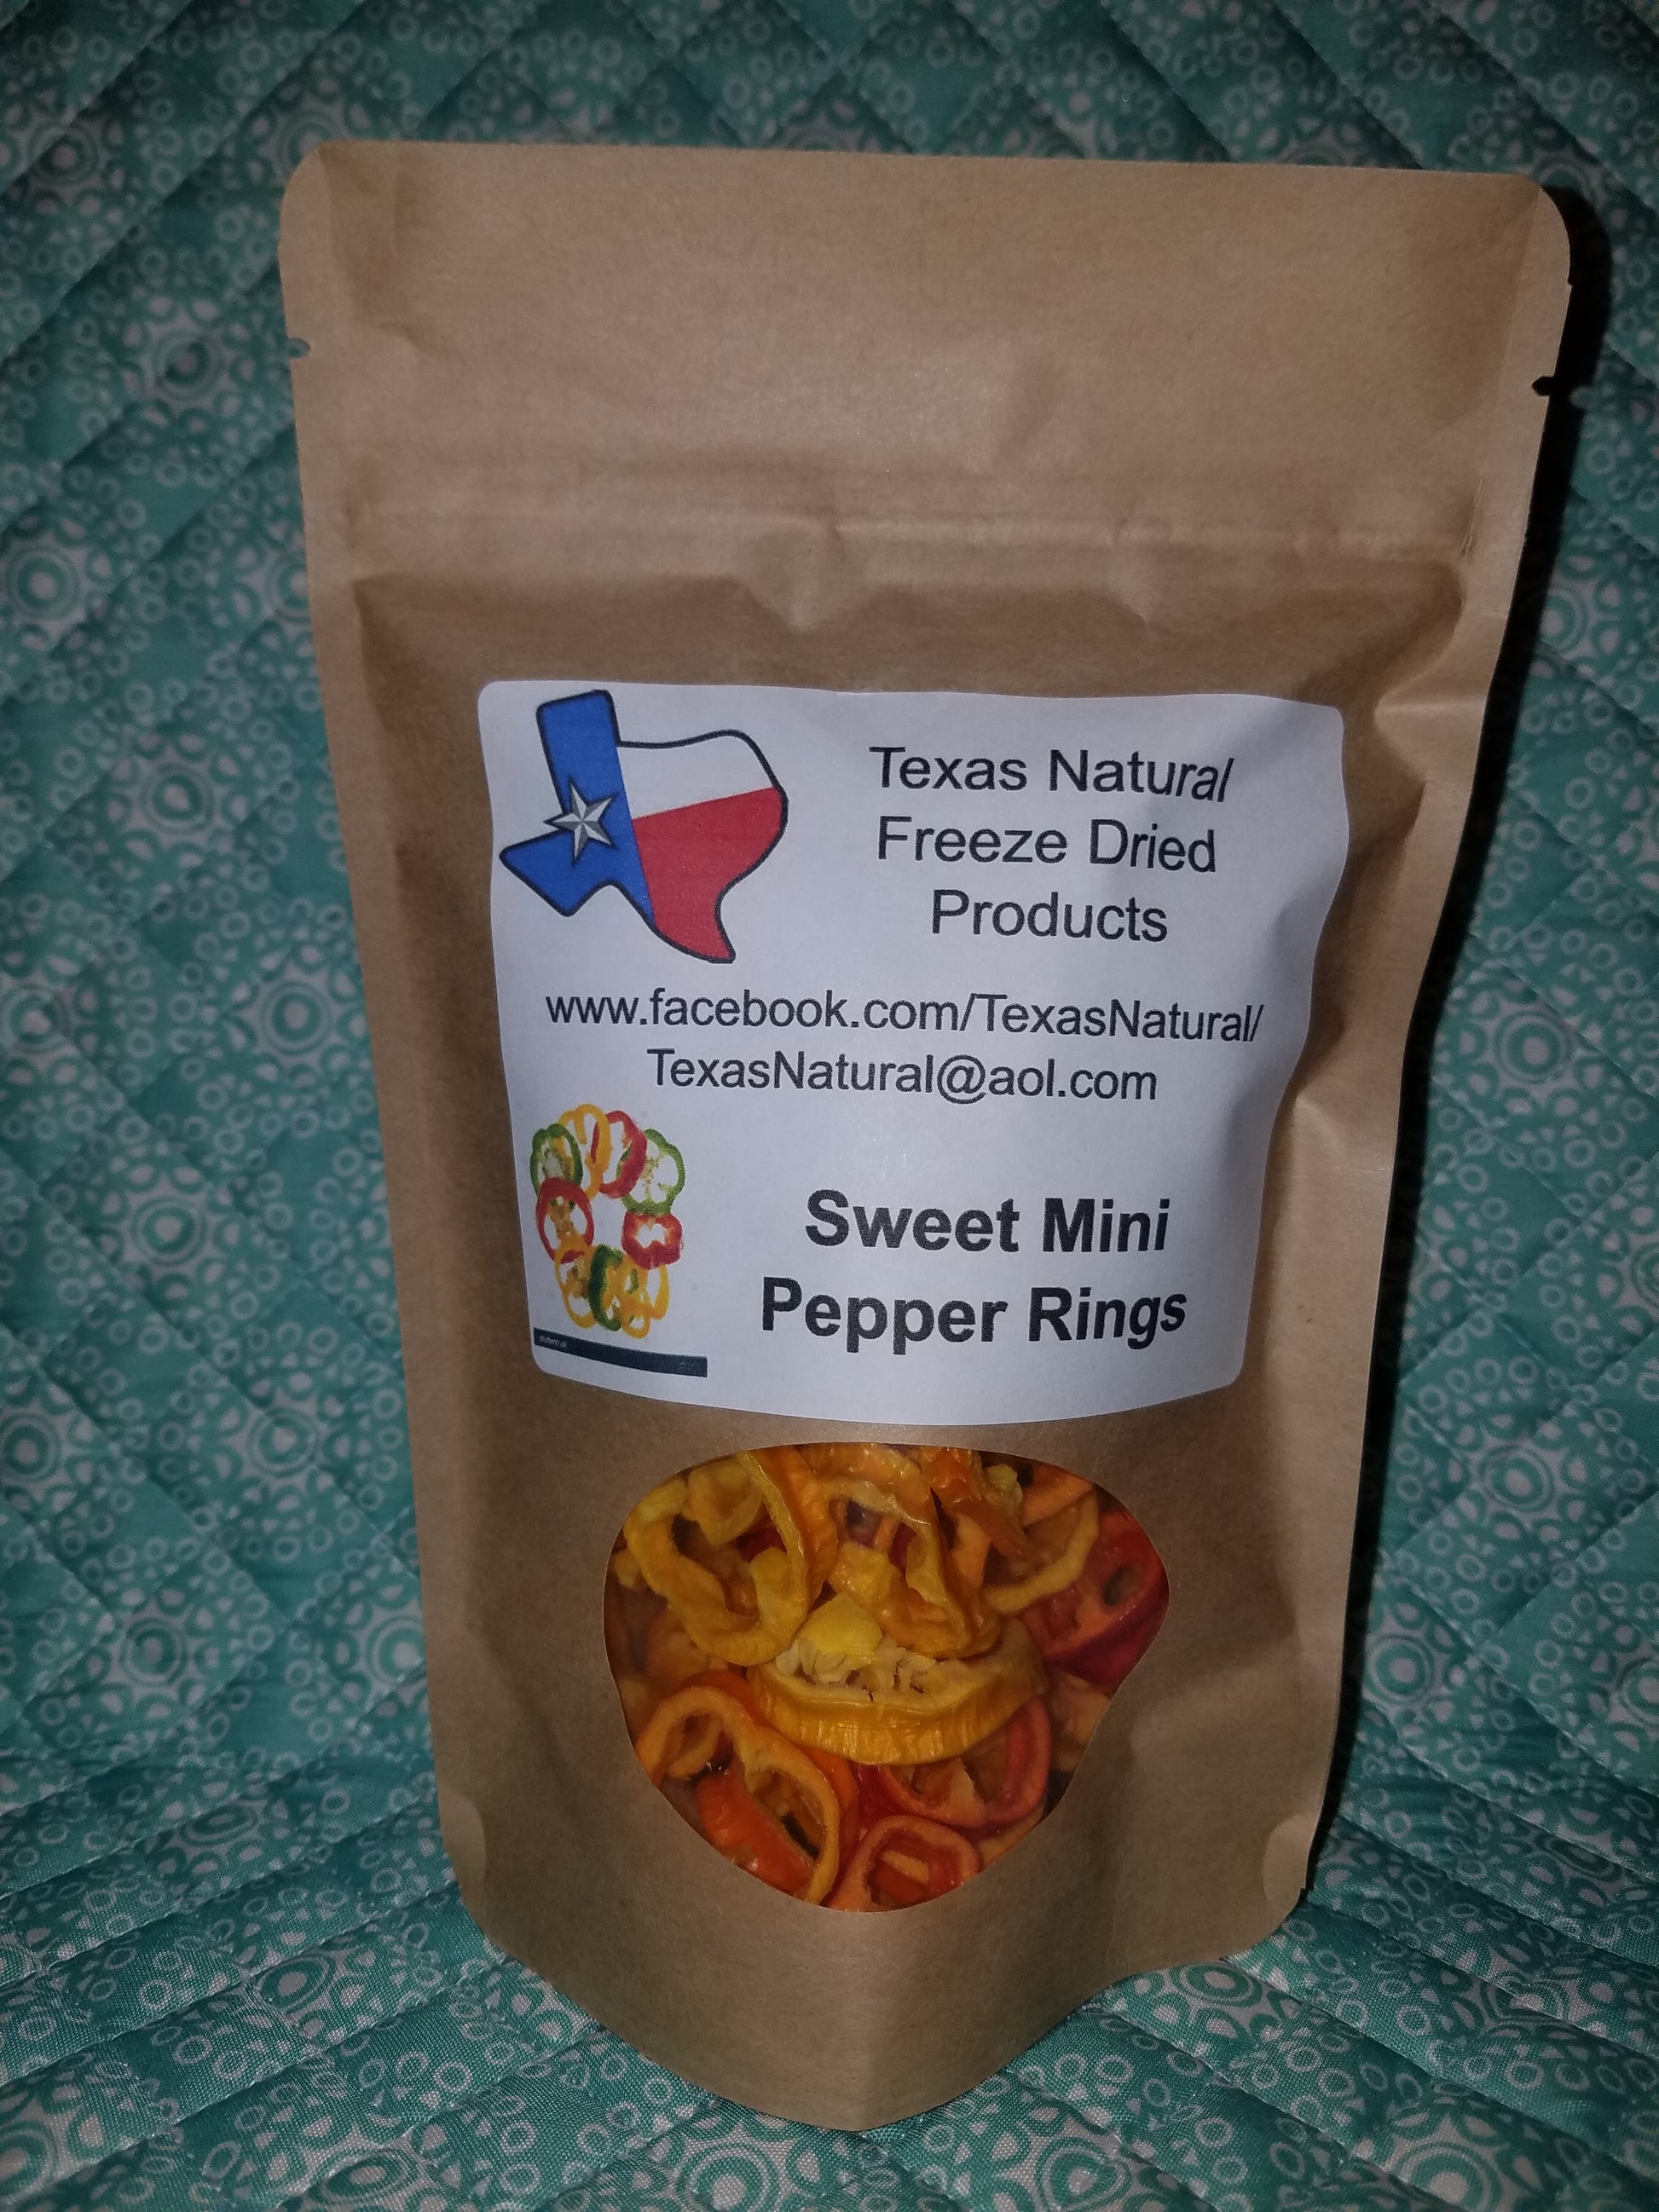 Texas Natural
Freeze Dried
Products
www.facebook.com/TexasNatural/
TexasNatural@aol.com
Sweet Mini
Pepper Rings